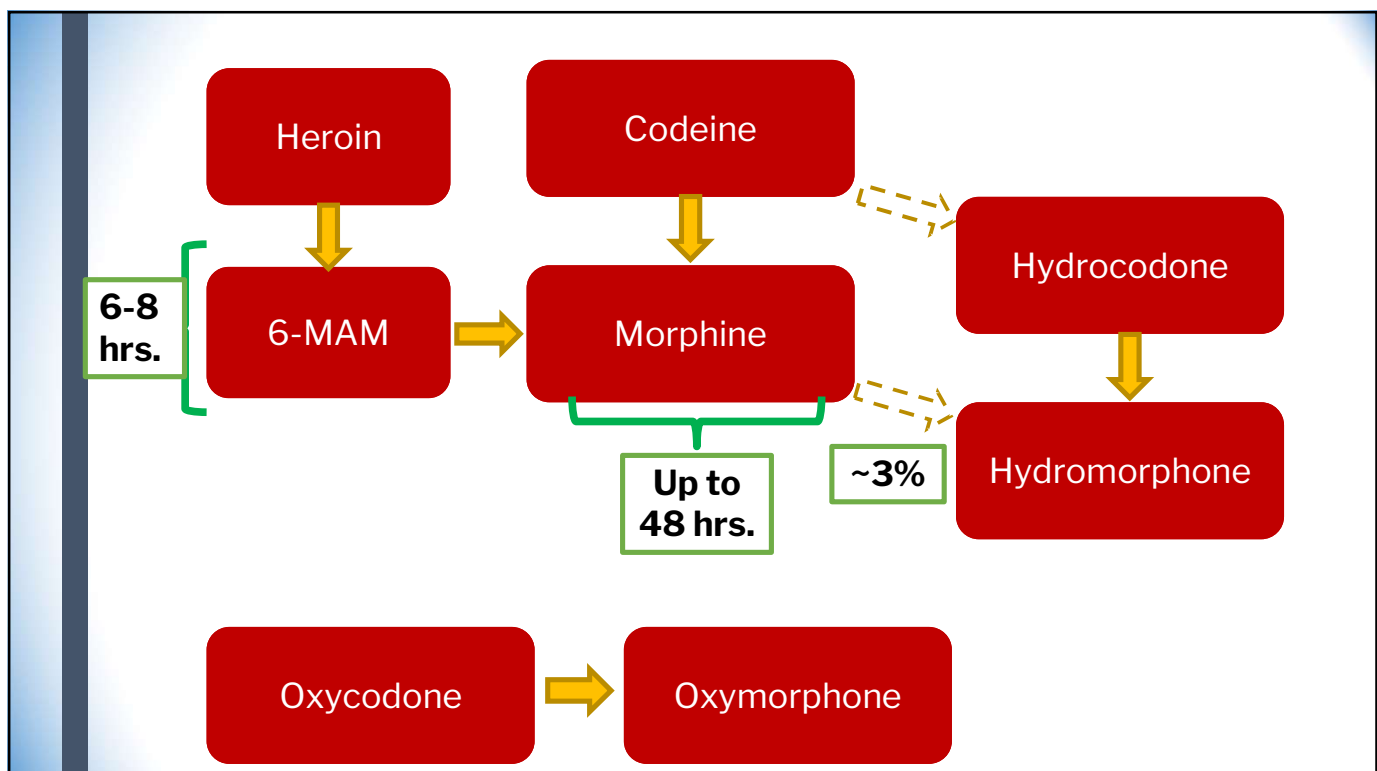 Heroin
Codeine
Hydrocodone
6-8
hrs.
6-MAM
Morphine
Up to
48 hrs.
~3%
Hydromorphone
Oxycodone
Oxymorphone